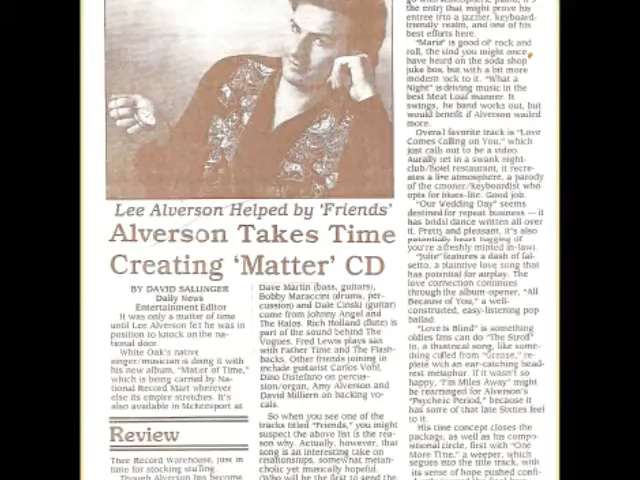 Lee Alverson Helped by 'Friends'
Alverson Takes Time
Creating 'Matter' CD
BY DAVID SALLINGER
Daily News
Entertainment Editor
It was only a matter of
time until Lee Alverson felt he was in
position to knock on the na-
tional door.
White Oak's native
singer/musician is doing it with
his new album, "Matter of Time,"
which is being carried by Na-
tional Record Mart wherever
else its empire stretches. It's
also available in McKeesport at
Review
Thee Record Warehouse, just in
time for stocking stuffing.
Though Alverson has become
Dave Martin (bass, guitars),
Bobby Maraccini (drums, per-
cussion) and Dale Cinski (guitar)
come from Johnny Angel and
The Halos. Rich Holland (flute) is
part of the sound behind The
Vogues. Fred Lewis plays sax
with Father Time and The Flash-
backs. Other friends joining in
include guitarist Carlos Vohl,
Dino Distefano on percus-
sion/organ, Amy Alverson and
David Milliern on backing vo-
cals.
So when you see one of the
tracks titled "Friends," you might
suspect the above list is the rea-
son why. Actually, however, that
song is an interesting take on
relationships, somewhat melan-
choly yet musically hopeful.
(Who will be the first to send the
the entry that might prove his
entree into a jazzier, keyboard-
friendly realm, and one of his
best efforts here.
"Maria" is good ol' rock and
roll, the kind you might once
have heard on the soda shop
juke box, but with a bit more
modern rock to it. "What a
Night" is driving music in the
best Meat Loaf manner. It
swings, he band works out, but
would benefit if Alverson wailed
more.
Overall favorite track is "Love
Comes Calling on You," which
just calls out to be a video.
Aurally set in a swank night-
club/hotel restaurant, it recre-
ates a live atmosphere, a parody
of the crooner/keyboardist who
opts for blues-lite. Good job.
"Our Wedding Day" seems
destined for repeat business — it
has bridal dance written all over
it. Pretty and pleasant, it's also
potentially heart tugging (if
you're a freshly minted in-law).
"Julie" features a dash of fal-
setto, a plaintive love song that
has potential for airplay. The
love connection continues
through the album-opener, "All
Because of You," a well-
constructed, easy-listening pop
ballad.
"Love is Blind" is something
oldies fans can do "The Stroll"
to, a theatrical song, like some-
thing culled from "Grease," re-
plete with an ear-catching head-
rest metaphor. If it wasn't so
happy, "I'm Miles Away" might
be rearranged for Alverson's
"Psychic Period," because it
has some of that late Sixties feel
to it.
His time concept closes the
package, as well as his compo-
sitional circle, first with "One
More Time," a weeper, which
segues into the title track, with
its sense of hope pushed confi-